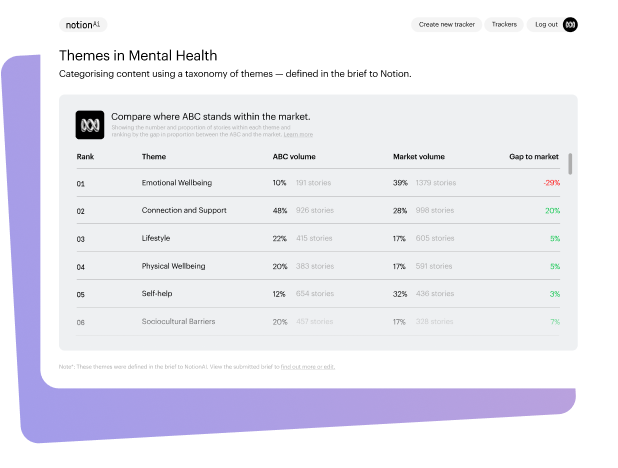 notionAI
Create new tracker Trackers Log out
Themes in Mental Health
Categorising content using a taxonomy of themes — defined in the brief to Notion.
Compare where ABC stands within the market.
Showing the number and proportion of stories within each theme and
ranking by the gap in proportion between the ABC and the market. Learn more
Rank Theme ABC volume Market volume Gap to market
01 Emotional Wellbeing 10% 191 stories 39% 1379 stories -29%
02 Connection and Support 48% 926 stories 28% 998 stories 20%
03 Lifestyle 22% 415 stories 17% 605 stories 5%
04 Physical Wellbeing 20% 383 stories 17% 591 stories 5%
05 Self-help 12% 654 stories 32% 436 stories 3%
06 Sociocultural Barriers 20% 457 stories 17% 328 stories 7%
Note*: These themes were defined in the brief to NotionAI. View the submitted brief to find out more or edit.